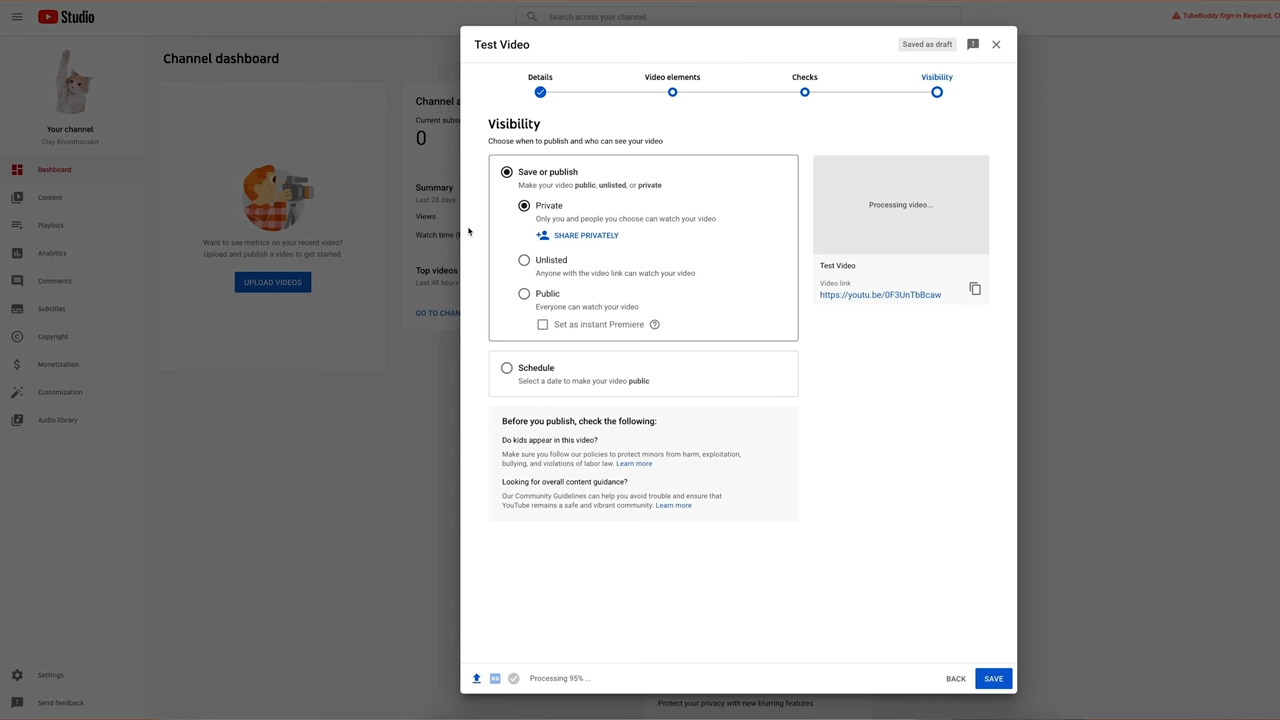 Studio
Search across your channel
TubeBuddy Sign-in Required, C
Channel dashboard
Your channel
Clay Boonthanakit
Dashboard
Content
Playlists
Analytics
Comments
Subtitles
Copyright
Monetization
Customization
Audio library
Settings
Send feedback
Want to see metrics on your recent video?
Upload and publish a video to get started.
UPLOAD VIDEOS
Channel a
Current subs
0
Summary
Last 28 days
Views
Watch time (
Top videos
Last 48 hours
GO TO CHAN
Test Video
Saved as draft
Details
Video elements
Checks
Visibility
Visibility
Choose when to publish and who can see your video
Save or publish
Make your video public, unlisted, or private
Private
Only you and people you choose can watch your video
SHARE PRIVATELY
Unlisted
Anyone with the video link can watch your video
Public
Everyone can watch your video
Set as instant Premiere
Schedule
Select a date to make your video public
Before you publish, check the following:
Do kids appear in this video?
Make sure you follow our policies to protect minors from harm, exploitation,
bullying, and violations of labor law. Learn more
Looking for overall content guidance?
Our Community Guidelines can help you avoid trouble and ensure that
YouTube remains a safe and vibrant community. Learn more
Processing video...
Test Video
Video link
https://youtu.be/0F3UnTbBcaw
Processing 95% ...
BACK
SAVE
Protect your privacy with new blurring features